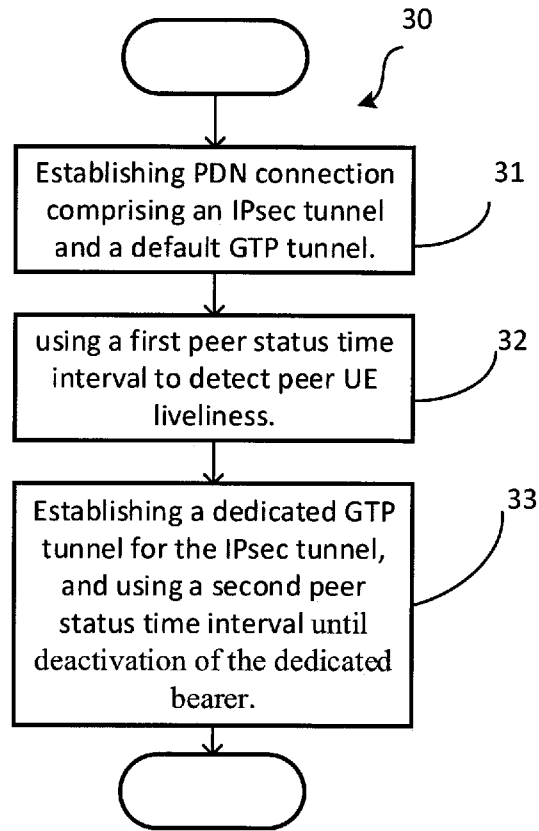 30
Establishing PDN connection
comprising an IPsec tunnel
and a default GTP tunnel.
31
using a first peer status time
interval to detect peer UE
liveliness.
32
Establishing a dedicated GTP
tunnel for the IPsec tunnel,
and using a second peer
status time interval until
deactivation of the dedicated
bearer.
33